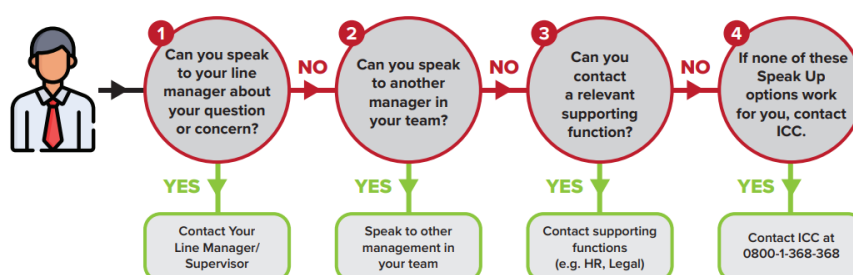 1
Can you speak
to your line
manager about
your question
or concern?
NO
2
Can you speak
to another
manager in
your team?
NO
3
Can you
contact
a relevant
supporting
function?
NO
4
If none of these
Speak Up
options work
for you, contact
ICC.
YES
YES
YES
YES
Contact Your
Line Manager/
Supervisor
Speak to other
management in
your team
Contact supporting
functions
(e.g. HR, Legal)
Contact ICC at
0800-1-368-368